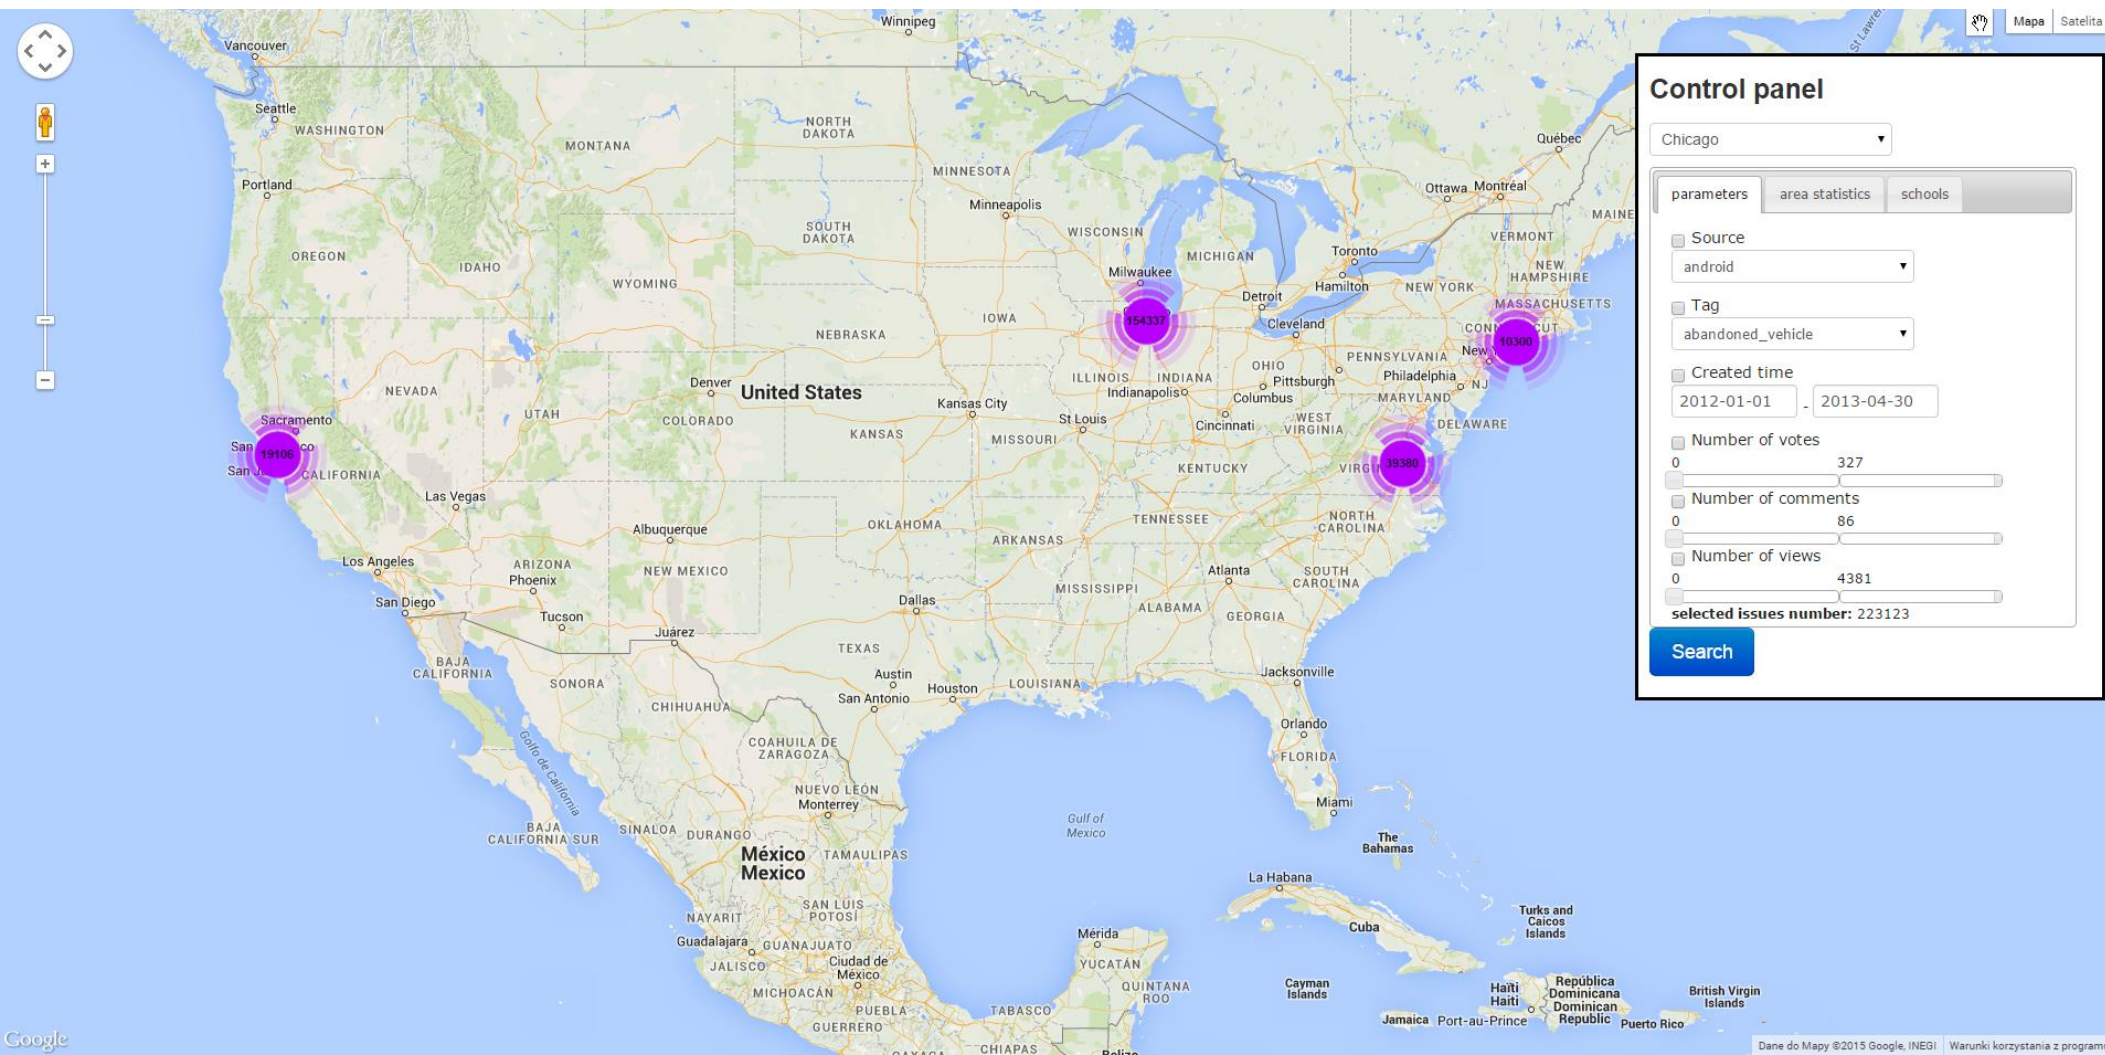 Winnipeg
Mapa Satelita
Vancouver
Seattle
WASHINGTON
NORTH
DAKOTA
MONTANA
Québec
MINNESOTA
Portland
Ottawa Montréal
Minneapolis
MAINE
SOUTH
DAKOTA
WISCONSIN
VERMONT
OREGON
IDAHO
MICHIGAN
Toronto
Milwaukee
NEW
HAMPSHIRE
WYOMING
Hamilton
NEW YORK
Detroit
MASSACHUSETTS
154337
IOWA
Cleveland
NEBRASKA
10300
PENNSYLVANIA
OHIO
ILLINOIS INDIANA
Pittsburgh
Philadelphia
NJ
Denver
United States
NEVADA
Indianapolis
Columbus
MARYLAND
Kansas City
UTAH
COLORADO
St Louis
WEST
VIRGINIA
Sacramento
Cincinnati
DELAWARE
KANSAS
MISSOURI
19106
39380
CALIFORNIA
KENTUCKY
Las Vegas
TENNESSEE
NORTH
CAROLINA
Albuquerque
OKLAHOMA
ARKANSAS
Los Angeles
ARIZONA
Phoenix
NEW MEXICO
Atlanta
SOUTH
CAROLINA
MISSISSIPPI
San Diego
Dallas
ALABAMA
GEORGIA
Tucson
Juárez
TEXAS
BAJA
CALIFORNIA
SONORA
Austin
Houston
LOUISIANA
Jacksonville
San Antonio
CHIHUAHUA
Orlando
Golfo de California
COAHUILA DE
ZARAGOZA
FLORIDA
NUEVO LEÓN
Monterrey
Miami
Gulf of
Mexico
BAJA
CALIFORNIA SUR
SINALOA
DURANGO
The
Bahamas
México
Mexico
TAMAULIPAS
La Habana
SAN LUIS
POTOSÍ
NAYARIT
Turks and
Caicos
Islands
Cuba
Mérida
Guadalajara
GUANAJUATO
JALISCO
Ciudad de
México
YUCATÁN
MICHOACÁN
QUINTANA
ROO
Cayman
Islands
Haïti
Haiti
República
Dominicana
Dominican
Republic
British Virgin
Islands
PUEBLA
TABASCO
GUERRERO
Jamaica
Port-au-Prince
Puerto Rico
CHIAPAS
Google
Dane do Mapy ©2015 Google, INEGI Warunki korzystania z programu
Control panel
Chicago
parameters area statistics schools
Source
android
Tag
abandoned_vehicle
Created time
2012-01-01 - 2013-04-30
Number of votes
0 327
Number of comments
0 86
Number of views
0 4381
selected issues number: 223123
Search